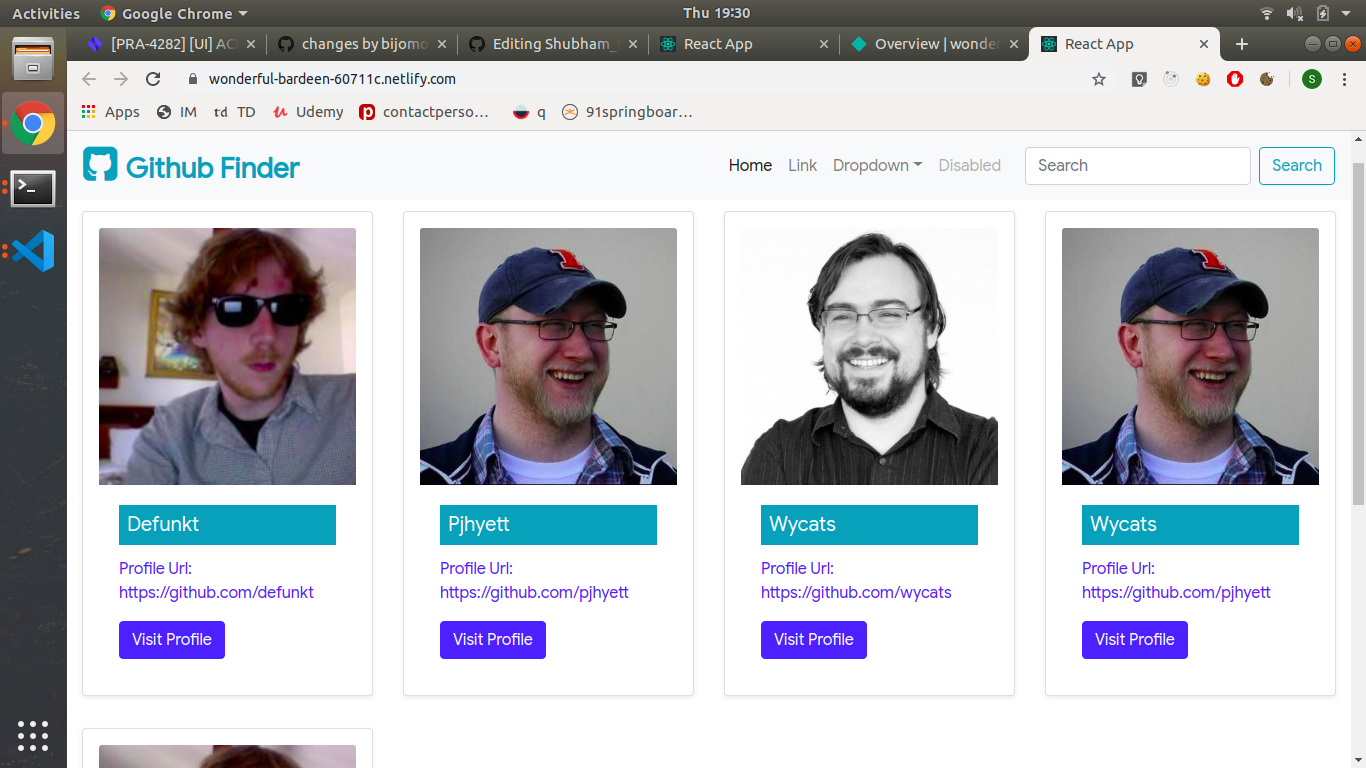 Activities Google Chrome Thu 19:30
[PRA-4282] [UI] AC changes by bijomo Editing Shubham_ React App Overview | wonder React App
wonderful-bardeen-60711c.netlify.com S
Apps IM td TD Udemy contactperso… q 91springboar…
Github Finder Home Link Dropdown Disabled Search Search
Defunkt Pjhyett Wycats Wycats
Profile Url: Profile Url: Profile Url: Profile Url:
https://github.com/defunkt https://github.com/pjhyett https://github.com/wycats https://github.com/pjhyett
Visit Profile Visit Profile Visit Profile Visit Profile